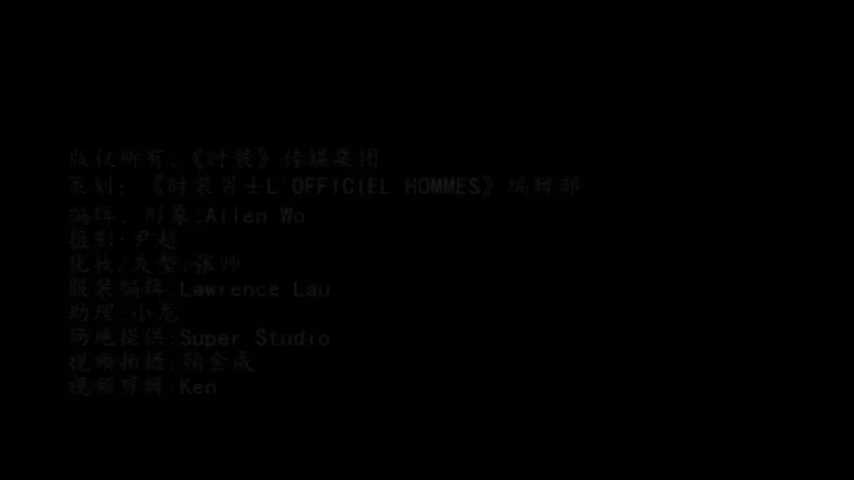 版权所有:《时装》传媒集团
策划：《时装男士L'OFFICIEL HOMMES》编辑部
编辑、形象:Allen Wo
摄影:尹超
化妆/发型:张帅
服装编辑:Lawrence Lau
助理:小龙
场地提供:Super Studio
视频拍摄:金成
视频剪辑:Ken